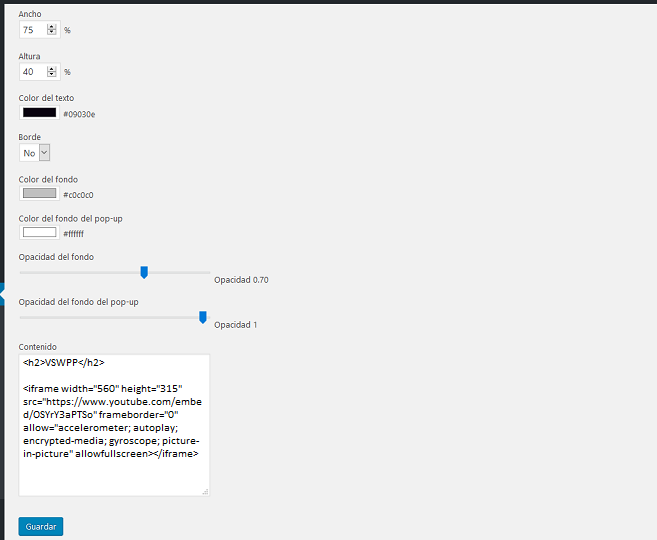 Ancho
75 %
Altura
40 %
Color del texto
#09030e
Borde
No
Color del fondo
#c0c0c0
Color del fondo del pop-up
#ffffff
Opacidad del fondo
Opacidad 0.70
Opacidad del fondo del pop-up
Opacidad 1
Contenido
<h2>VSWPP</h2>
<iframe width="560" height="315"
src="https://www.youtube.com/embe
d/OSYrY3aPTSo" frameborder="0"
allow="accelerometer; autoplay;
encrypted-media; gyroscope; picture-
in-picture" allowfullscreen></iframe>
Guardar